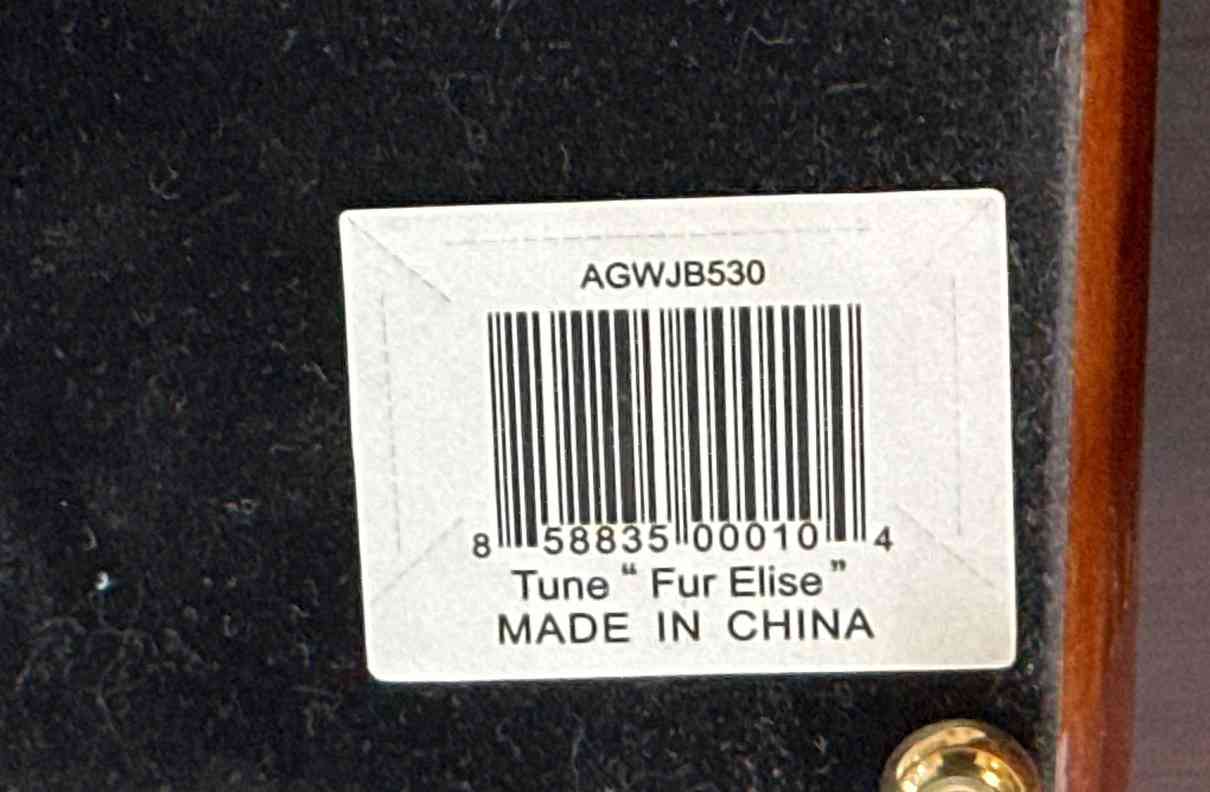 AGWJB530
8 58835 00010 4
Tune “ Fur Elise ”
MADE IN CHINA